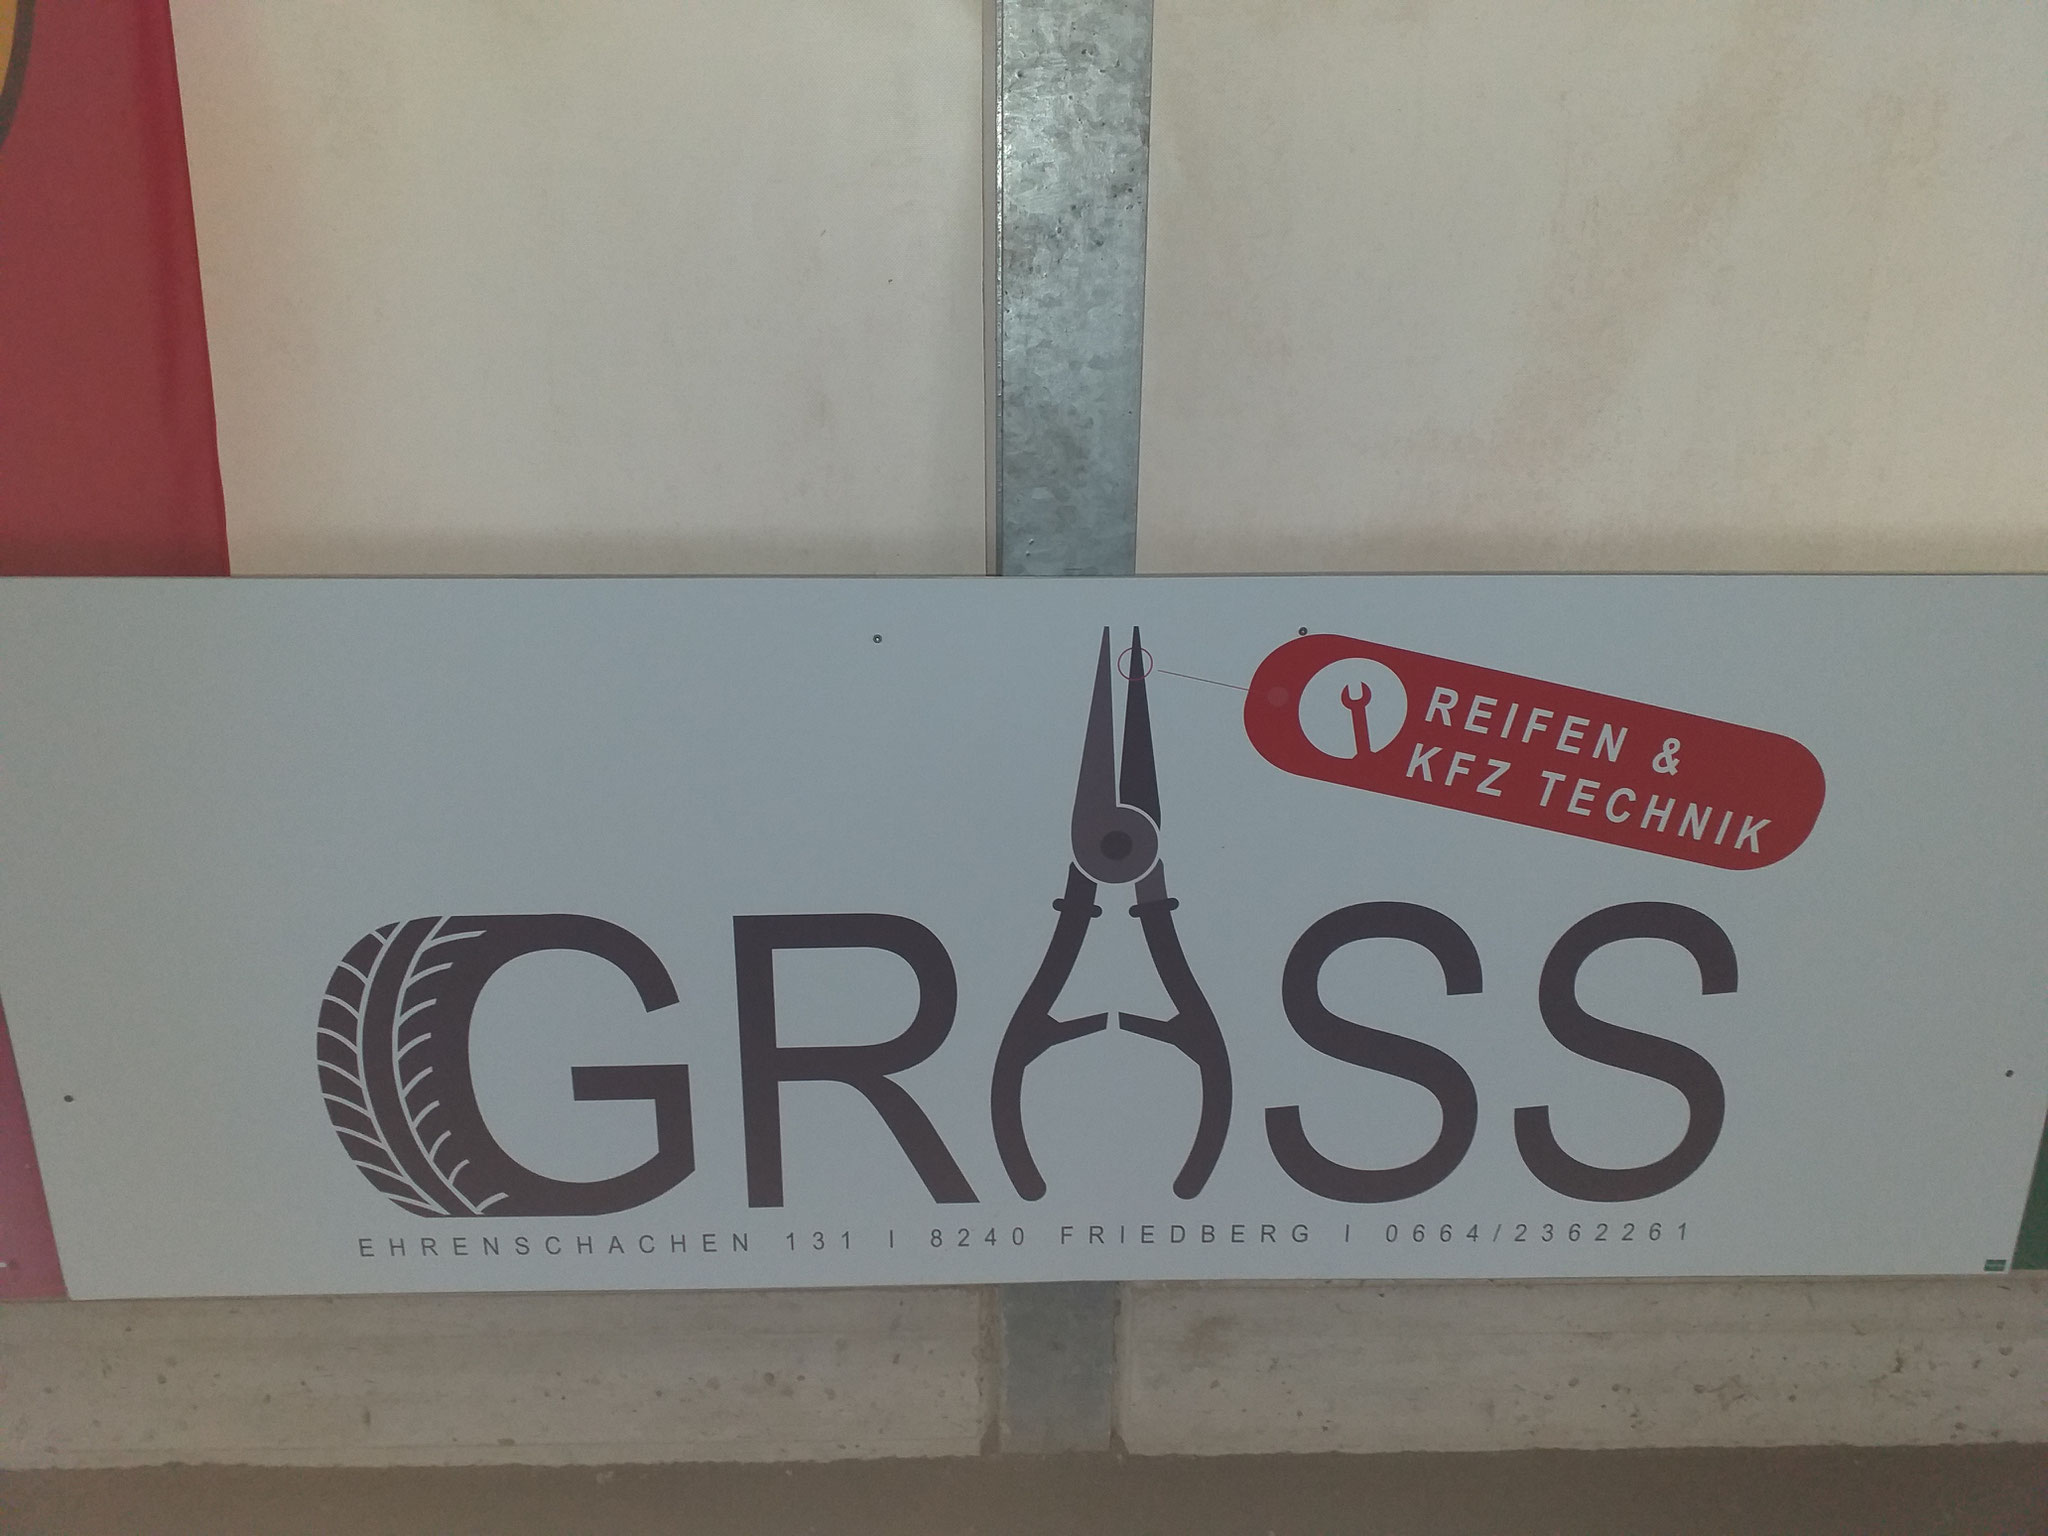 REIFEN &
KFZ TECHNIK
GRASS
EHRENSCHACHEN 131 I 8240 FRIEDBERG I 0664/2362261